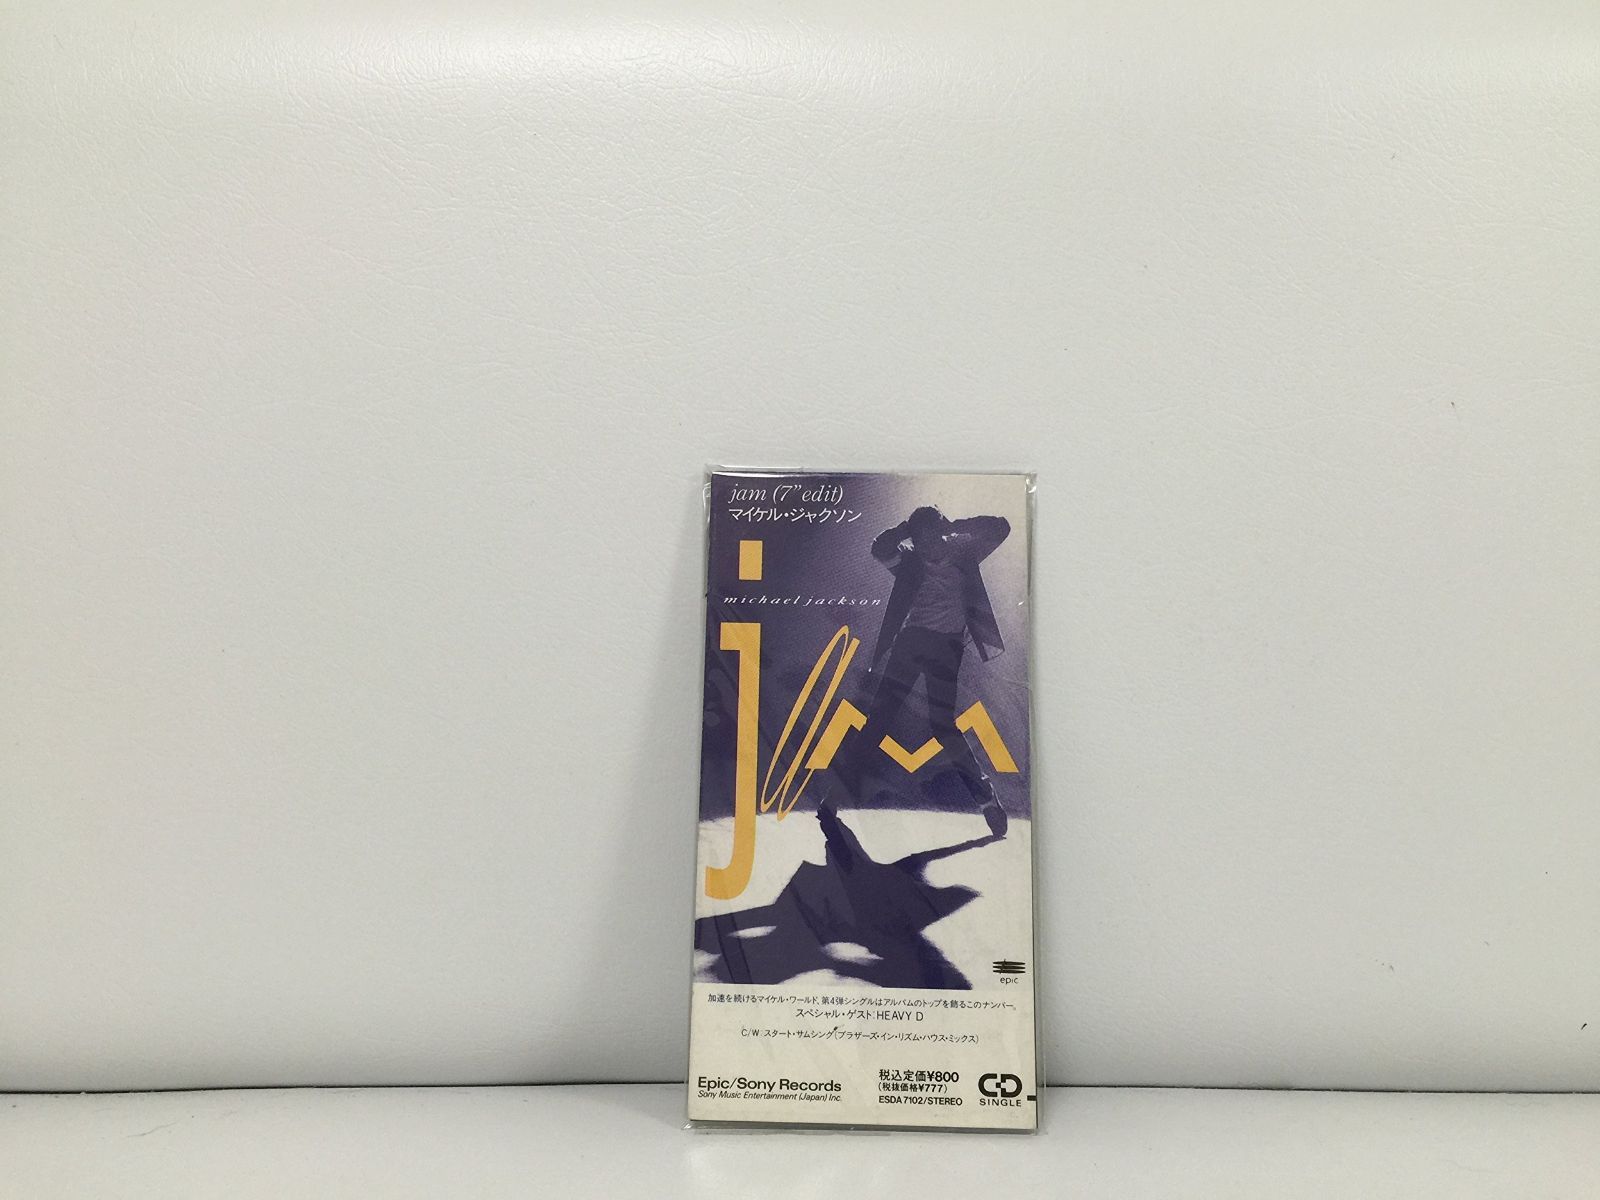 jam (7"edit)
マイケル・ジャクソン
michael jackson
jam
epic
加速を続けるマイケル・ワールド、第4弾シングルはアルバムのトップを飾るこのナンバー。
スペシャル・ゲスト:HEAVY D
C/W:スタート・サムシング(ブラザーズ・イン・リズム・ハウス・ミックス)
Epic/Sony Records
Sony Music Entertainment (Japan) Inc.
税込定価¥800
(税抜価格¥777)
ESDA 7102/STEREO
CD
SINGLE